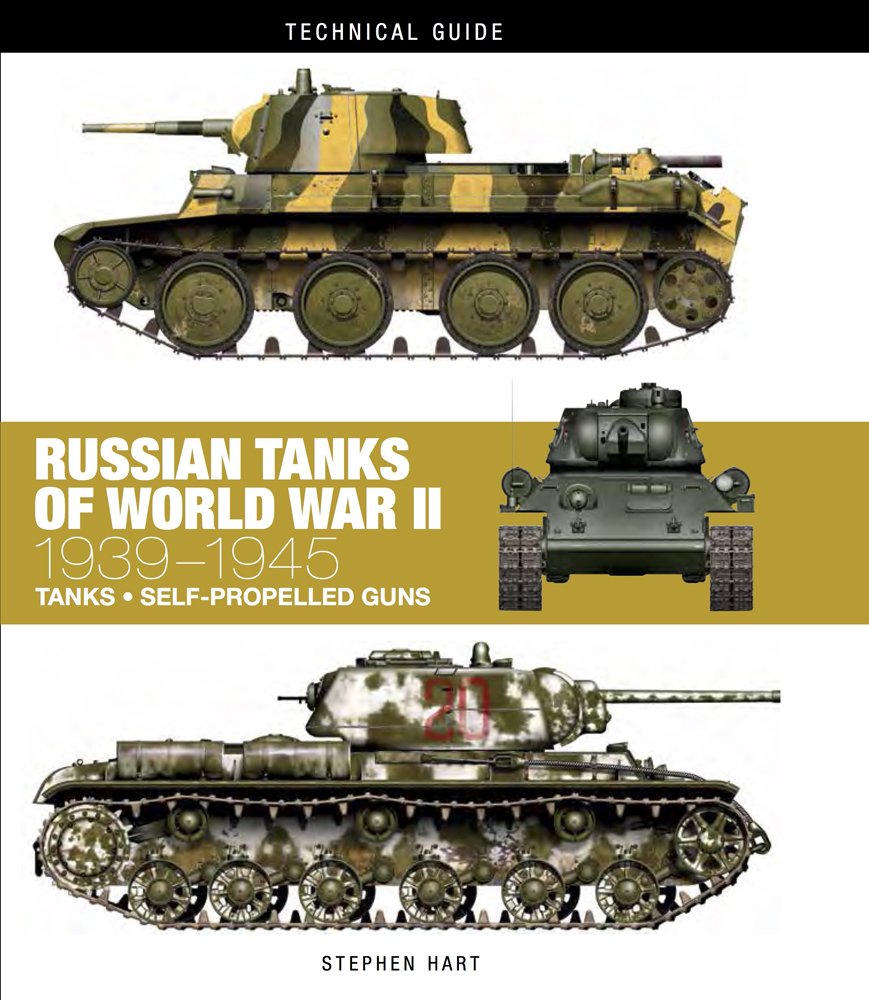 TECHNICAL GUIDE
RUSSIAN TANKS
OF WORLD WAR II
1939–1945
TANKS • SELF-PROPELLED GUNS
20
STEPHEN HART